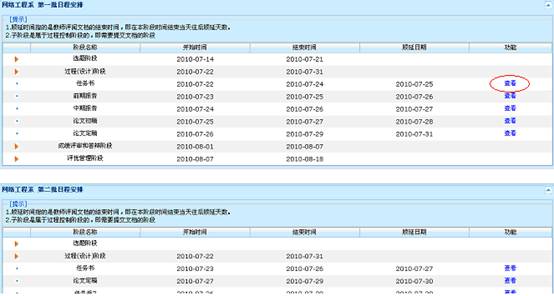 网络工程系 第一批日程安排
[提示]
1.顺延时间指的是教师评阅文档的结束时间，即在本阶段时间结束当天往后顺延天数。
2.子阶段是属于过程控制阶段的，即需要提交文档的阶段
阶段名称 开始时间 结束时间 顺延日期 功能
选题阶段 2010-07-14 2010-07-21
过程(设计)阶段 2010-07-22 2010-07-31
任务书 2010-07-22 2010-07-24 2010-07-25 查看
前期报告 2010-07-23 2010-07-25 2010-07-26 查看
中期报告 2010-07-24 2010-07-26 2010-07-27 查看
论文初稿 2010-07-25 2010-07-27 2010-07-28 查看
论文定稿 2010-07-26 2010-07-29 2010-07-31 查看
成绩评审和答辩阶段 2010-08-01 2010-08-07
评优管理阶段 2010-08-07 2010-08-18
网络工程系 第二批日程安排
[提示]
1.顺延时间指的是教师评阅文档的结束时间，即在本阶段时间结束当天往后顺延天数。
2.子阶段是属于过程控制阶段的，即需要提交文档的阶段
阶段名称 开始时间 结束时间 顺延日期 功能
选题阶段
过程(设计)阶段 2010-07-22 2010-07-31
任务书 2010-07-23 2010-07-26 2010-07-27 查看
论文定稿 2010-07-27 2010-07-29 2010-07-30 查看